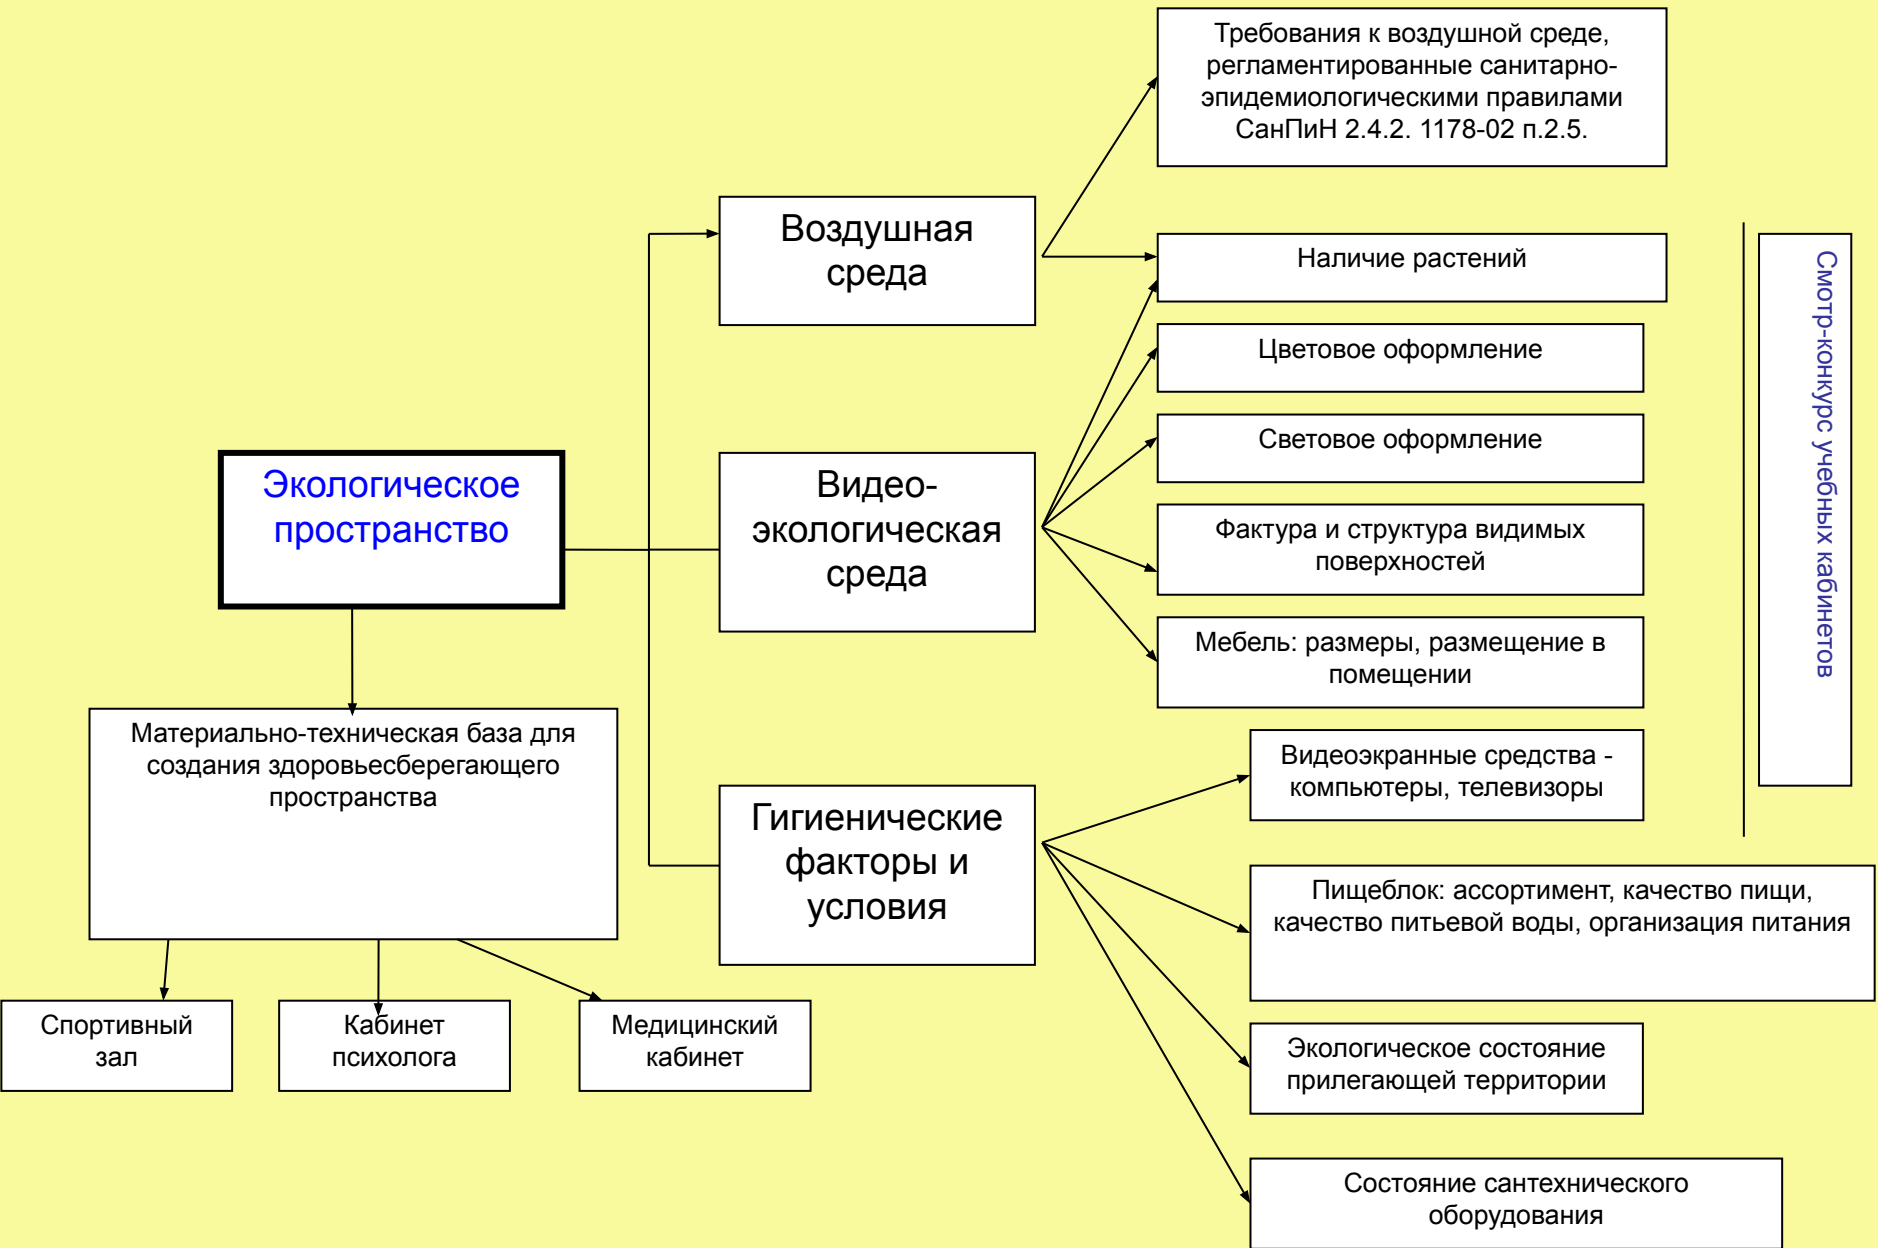 Требования к воздушной среде,
регламентированные санитарно-
эпидемиологическими правилами
СанПиН 2.4.2. 1178-02 п.2.5.
Воздушная
среда
Наличие растений
Цветовое оформление
Световое оформление
Экологическое
пространство
Видео-
экологическая
среда
Фактура и структура видимых
поверхностей
Мебель: размеры, размещение в
помещении
Смотр-конкурс учебных кабинетов
Материально-техническая база для
создания здоровьесберегающего
пространства
Видеоэкранные средства -
компьютеры, телевизоры
Гигиенические
факторы и
условия
Пищеблок: ассортимент, качество пищи,
качество питьевой воды, организация питания
Спортивный
зал
Кабинет
психолога
Медицинский
кабинет
Экологическое состояние
прилегающей территории
Состояние сантехнического
оборудования